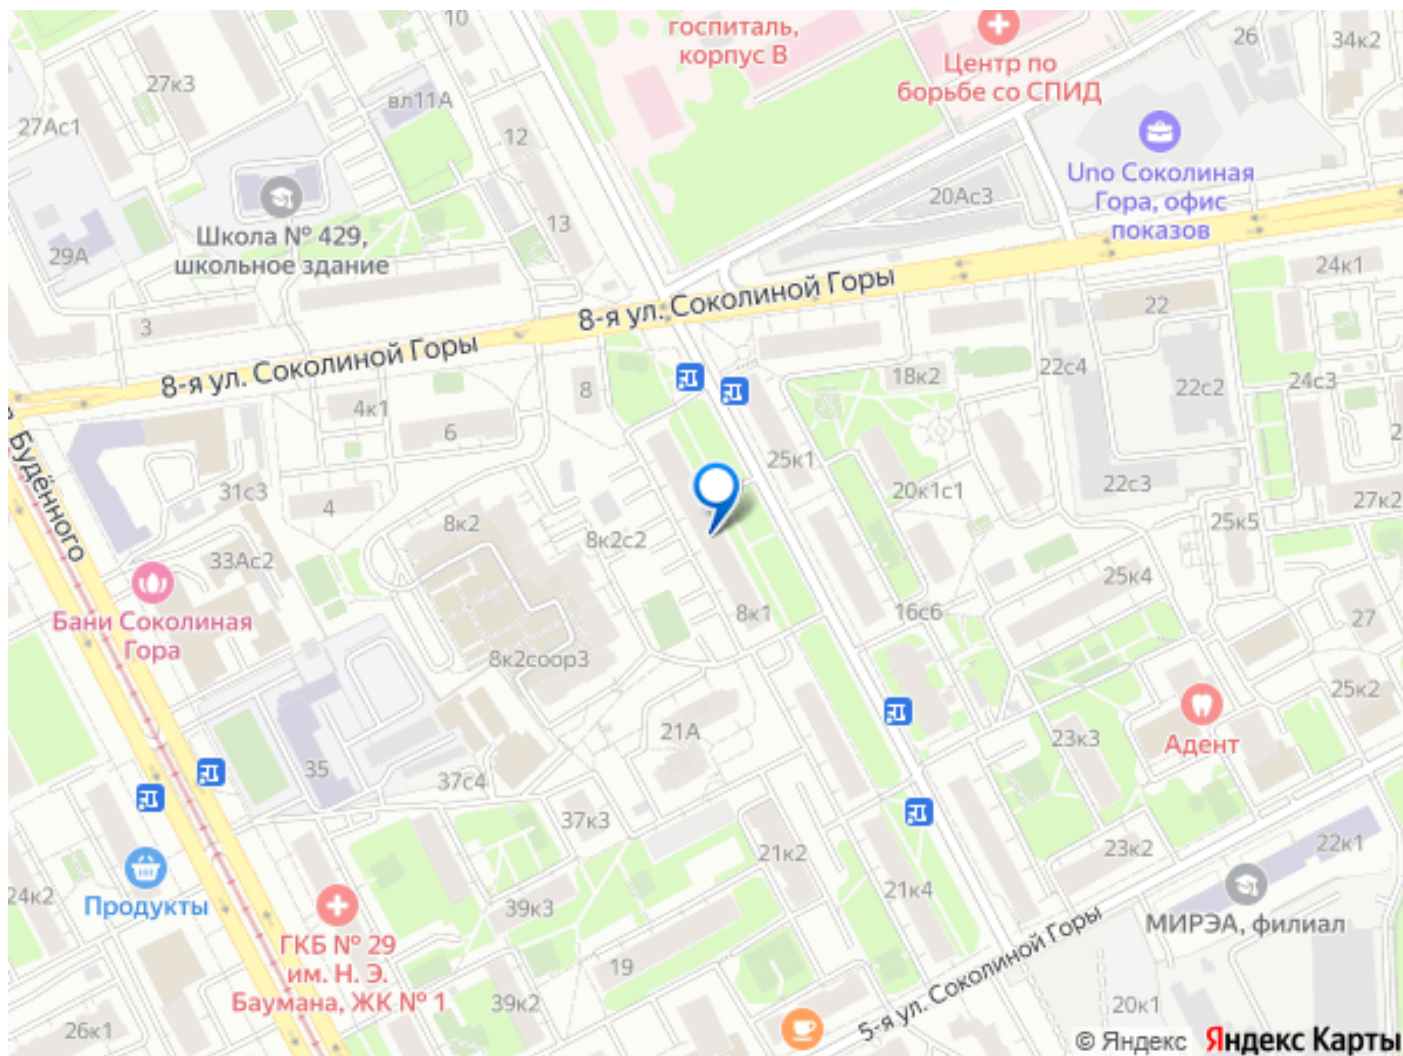 10
госпиталь,
корпус В
Центр по
борьбе со СПИД
26
34к2
27к3
вл11А
27Ас1
12
Uno Соколиная
Гора, офис
показов
20Ас3
13
Школа № 429,
школьное здание
29А
24к1
22
3
8-я ул. Соколиной Горы
8-я ул. Соколиной Горы
22с4
18к2
22с2
24с3
8
4к1
6
Будённого
25к1
31с3
4
20к1с1
22с3
27к2
8к2
8к2с2
25к5
33Ас2
25к4
Бани Соколиная
Гора
8к1
16с6
27
8к2соор3
25к2
21А
23к3
Адент
35
37с4
37к3
21к2
23к2
22к1
Продукты
24к2
21к4
39к3
МИРЭА, филиал
ГКБ № 29
им. Н. Э.
Баумана, ЖК № 1
19
39к2
5-я ул. Соколиной Горы
20к1
26к1
© Яндекс Яндекс Карты